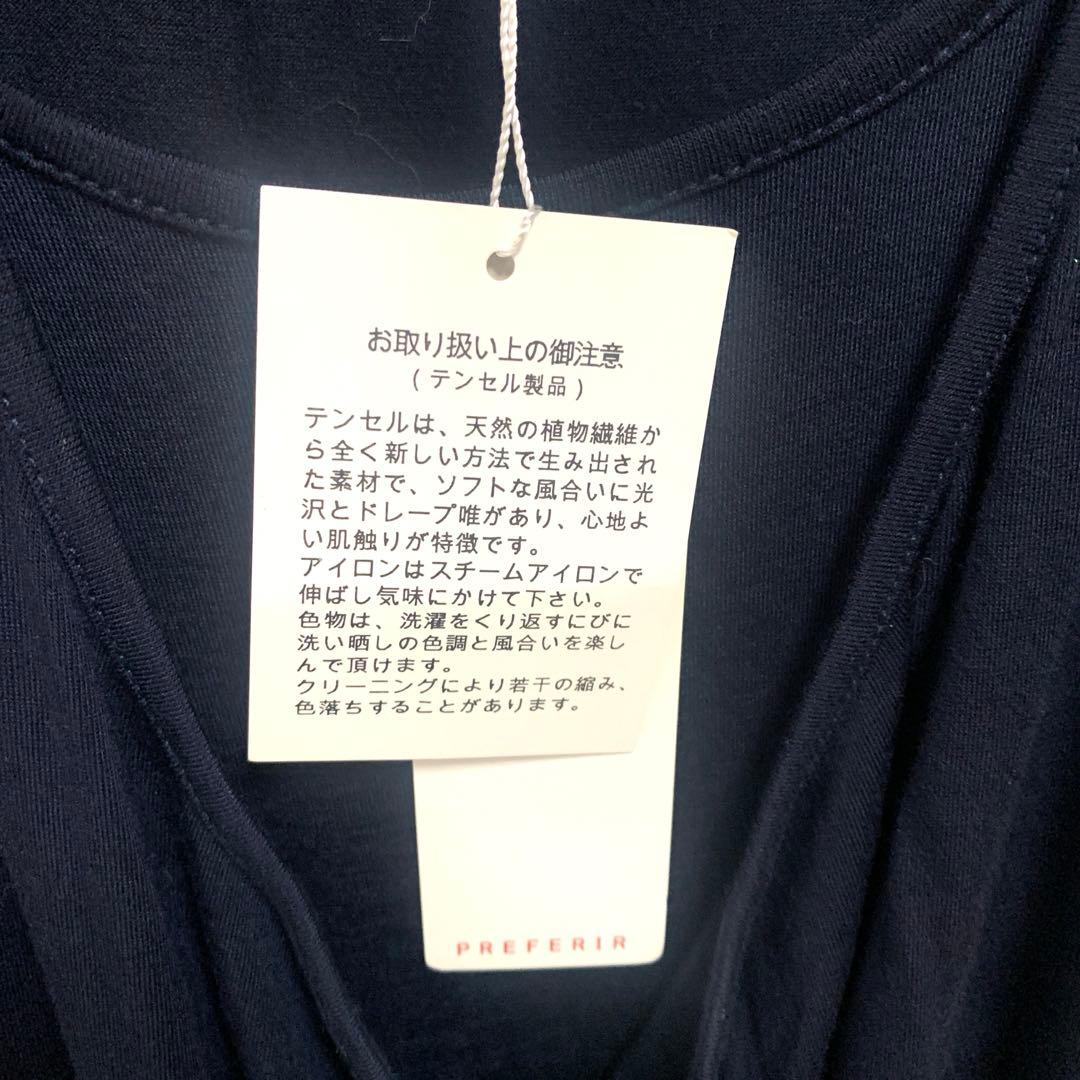 お取り扱い上の御注意
(テンセル製品)
テンセルは、天然の植物繊維か
ら全く新しい方法で生み出され
た素材で、ソフトな風合いに光
沢とドレープ唯があり、心地よ
い肌触りが特徴です。
アイロンはスチームアイロンで
伸ばし気味にかけて下さい。
色物は、洗濯をくり返すにびに
洗い晒しの色調と風合いを楽し
んで頂けます。
クリーニングにより若干の縮み、
色落ちすることがあります。
PREFERIR